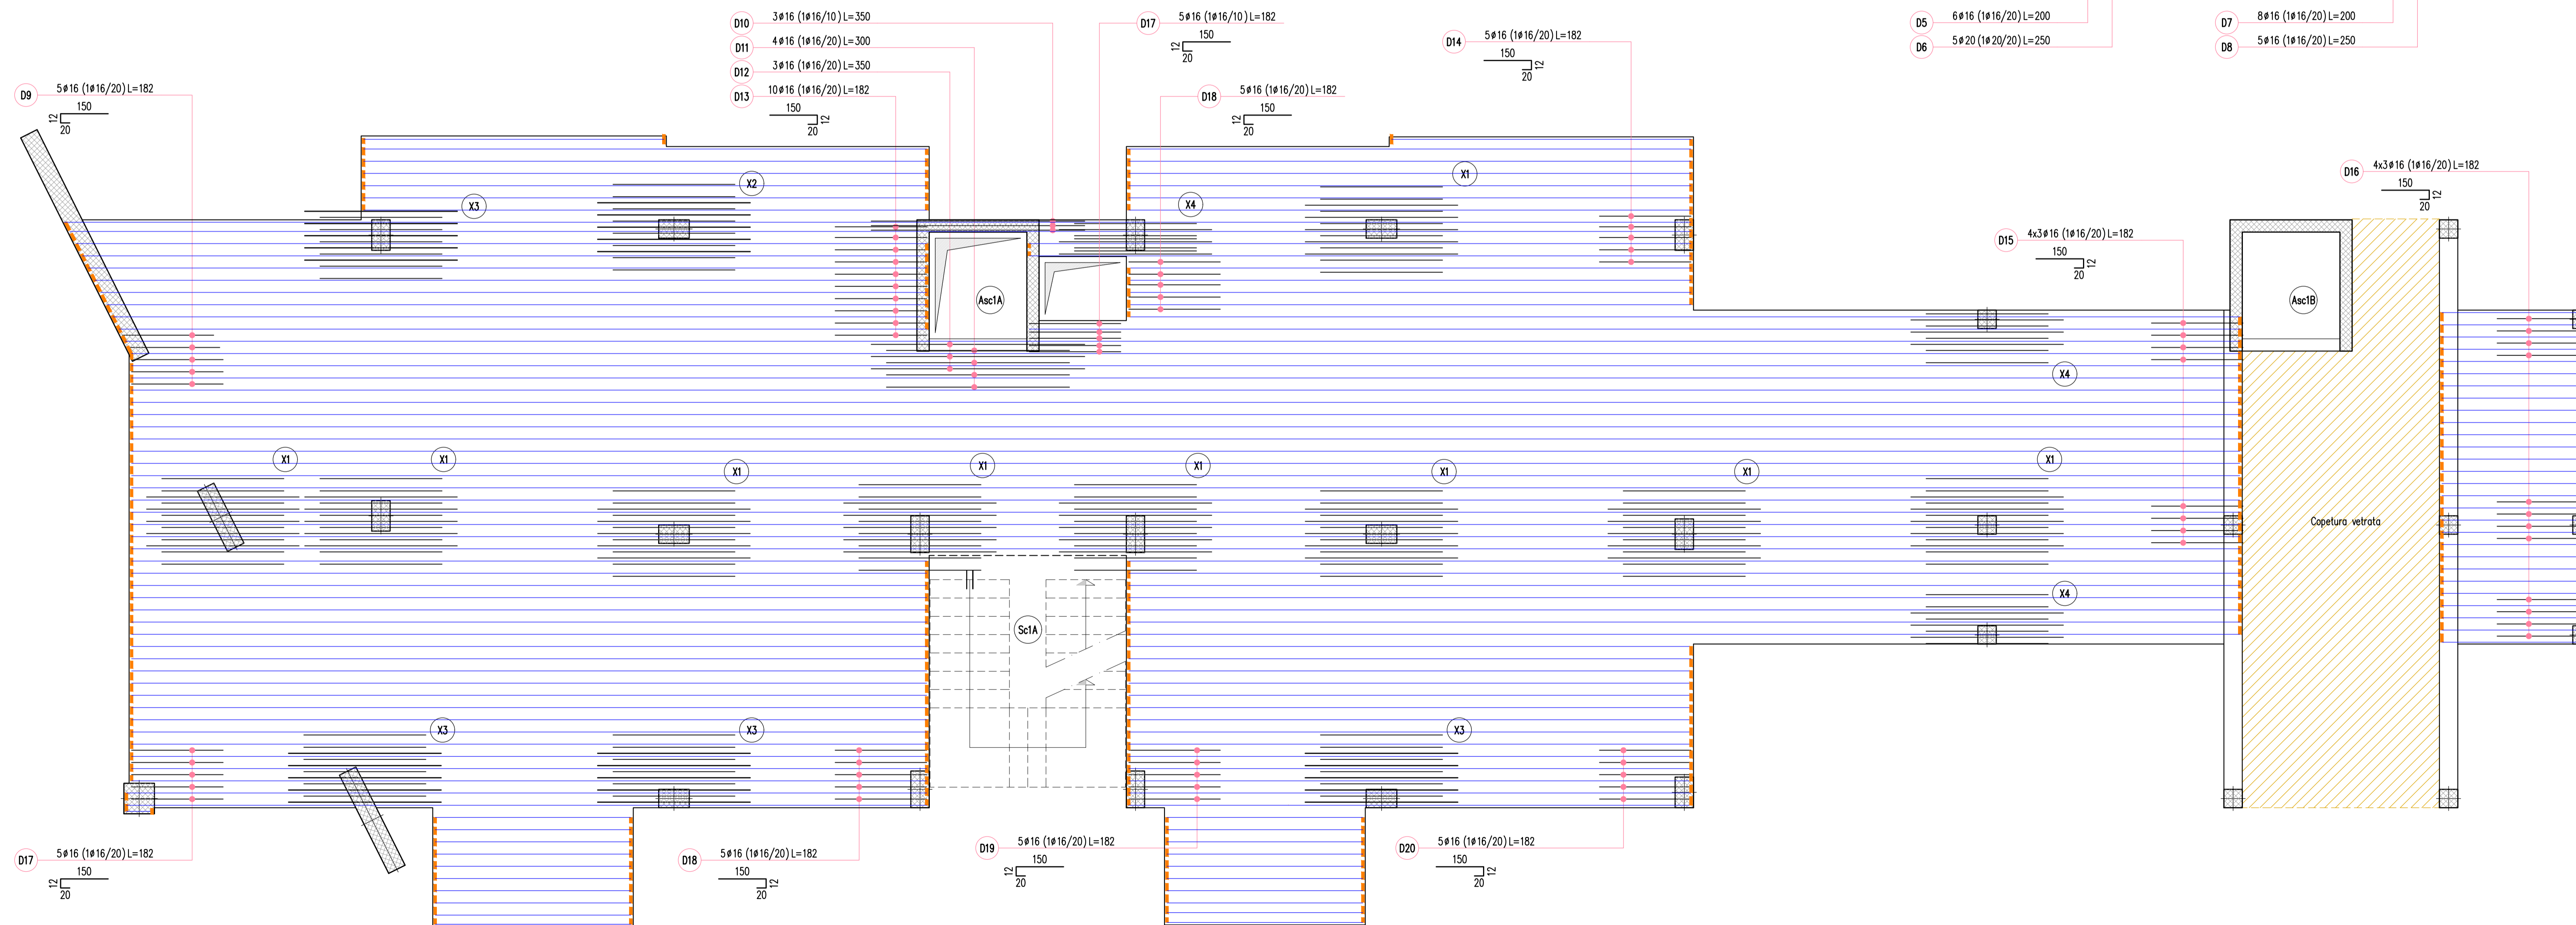 D10 3ø16 (1ø16/10) L=350
D11 4ø16 (1ø16/20) L=300
D12 3ø16 (1ø16/20) L=350
D13 10ø16 (1ø16/20) L=182
150
12
20
D17 5ø16 (1ø16/10) L=182
150
12
20
D18 5ø16 (1ø16/20) L=182
150
12
20
D14 5ø16 (1ø16/20) L=182
150
12
20
D5 6ø16 (1ø16/20) L=200
D6 5ø20 (1ø20/20) L=250
D7 8ø16 (1ø16/20) L=200
D8 5ø16 (1ø16/20) L=250
D9 5ø16 (1ø16/20) L=182
150
12
20
D16 4x3ø16 (1ø16/20) L=182
150
12
20
D15 4x3ø16 (1ø16/20) L=182
150
12
20
X3
X2
X4
X1
Asc1A
Asc1B
X4
X1
X1
X1
X1
X1
X1
X1
X1
Copetura vetrata
X4
Sc1A
X3
X3
X3
D17 5ø16 (1ø16/20) L=182
150
12
20
D18 5ø16 (1ø16/20) L=182
150
12
20
D19 5ø16 (1ø16/20) L=182
150
12
20
D20 5ø16 (1ø16/20) L=182
150
12
20